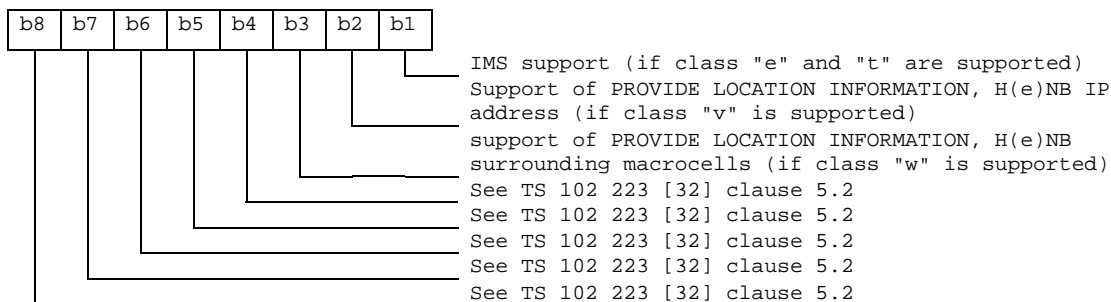 b8 b7 b6 b5 b4 b3 b2 b1
IMS support (if class "e" and "t" are supported)
Support of PROVIDE LOCATION INFORMATION, H(e)NB IP
address (if class "v" is supported)
support of PROVIDE LOCATION INFORMATION, H(e)NB
surrounding macrocells (if class "w" is supported)
See TS 102 223 [32] clause 5.2
See TS 102 223 [32] clause 5.2
See TS 102 223 [32] clause 5.2
See TS 102 223 [32] clause 5.2
See TS 102 223 [32] clause 5.2